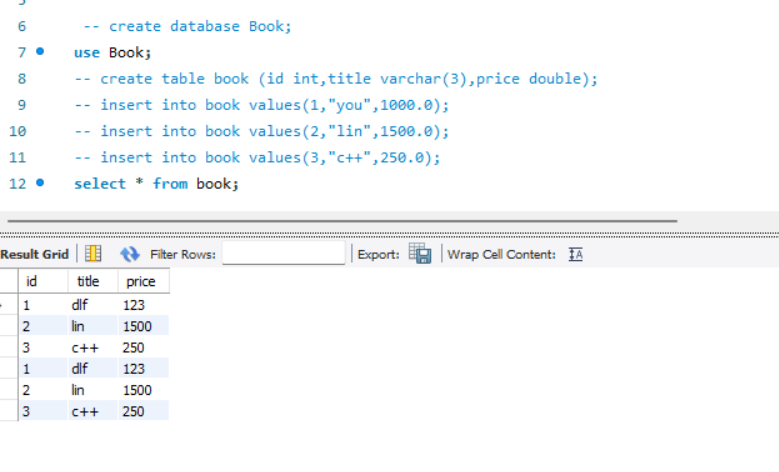 6 -- create database Book;
7 use Book;
8 -- create table book (id int,title varchar(3),price double);
9 -- insert into book values(1,"you",1000.0);
10 -- insert into book values(2,"lin",1500.0);
11 -- insert into book values(3,"c++",250.0);
12 select * from book;
Result Grid Filter Rows: Export: Wrap Cell Content: IA
id title price
1 dlf 123
2 lin 1500
3 c++ 250
1 dlf 123
2 lin 1500
3 c++ 250